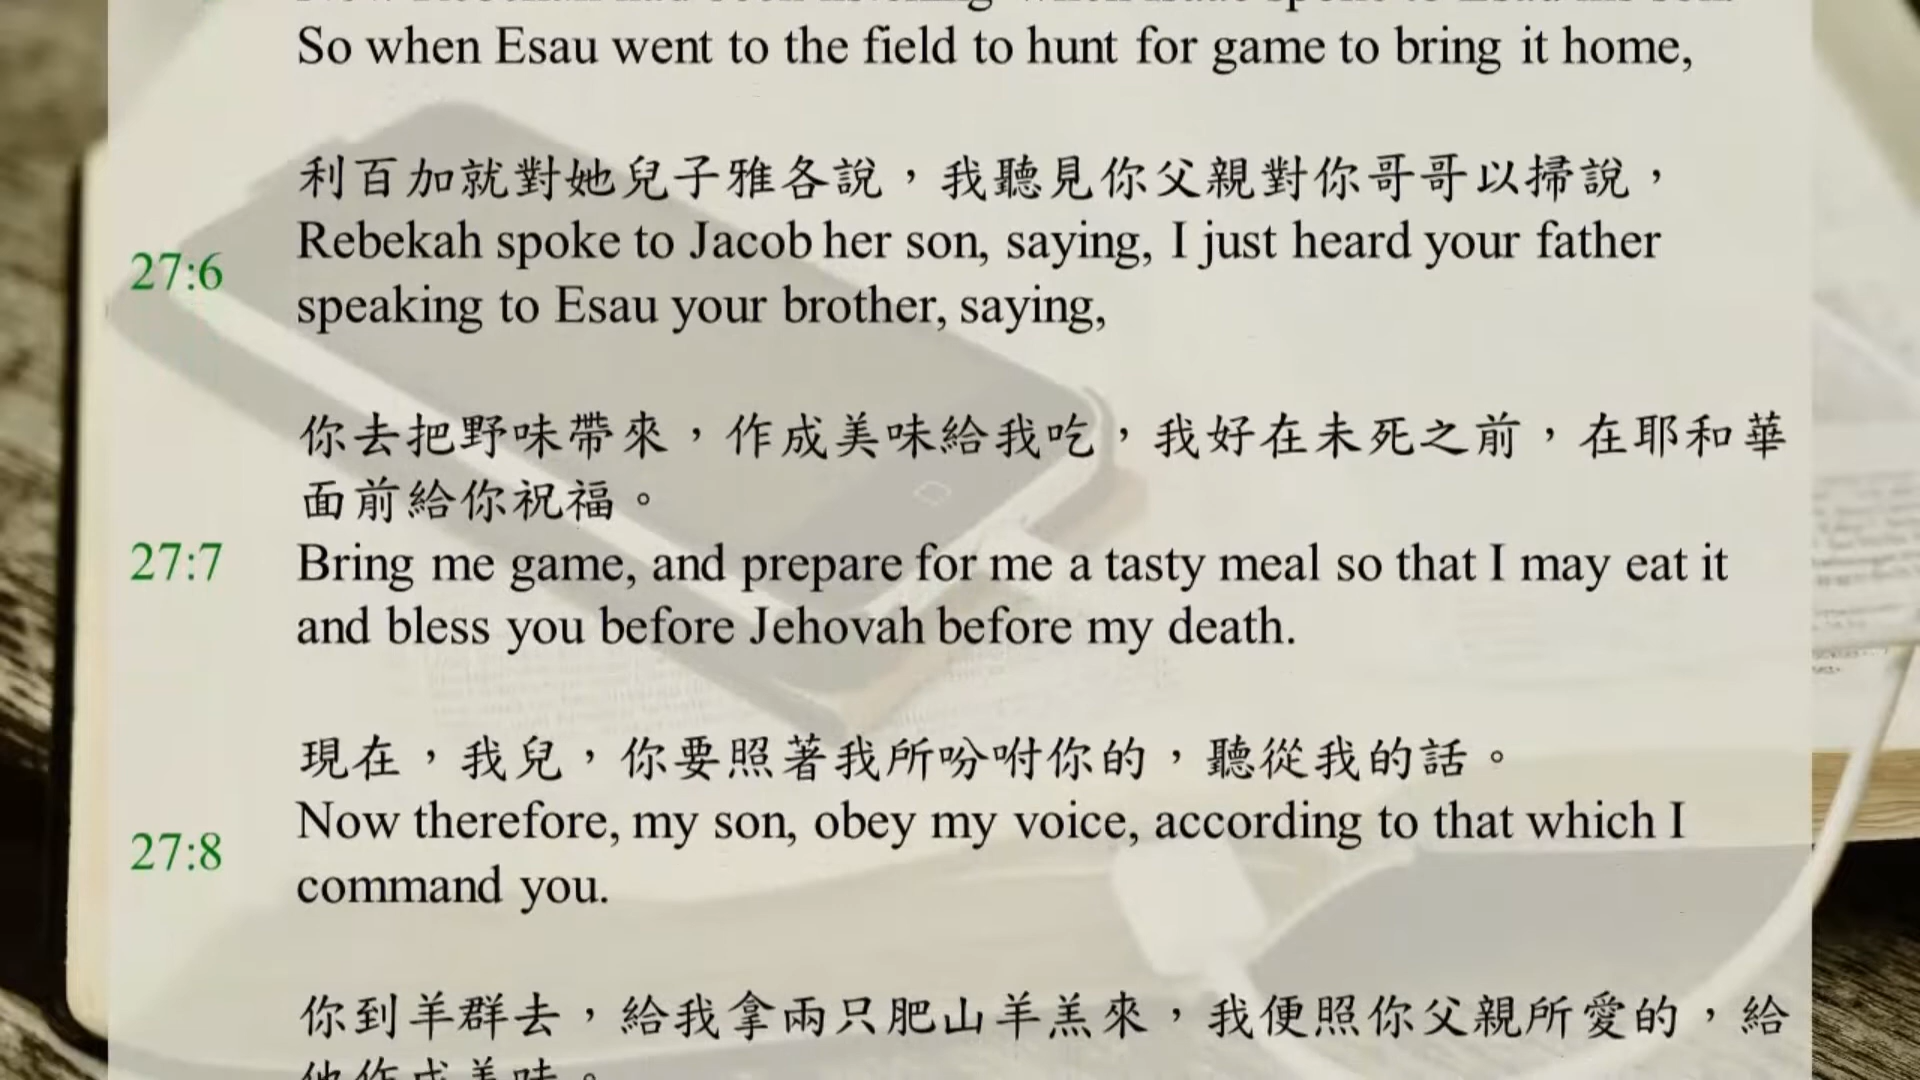 So when Esau went to the field to hunt for game to bring it home,
利百加就對她兒子雅各說，我聽見你父親對你哥哥以掃說，
27:6
Rebekah spoke to Jacob her son, saying, I just heard your father
speaking to Esau your brother, saying,
你去把野味帶來，作成美味給我吃，我好在未死之前，在耶和華
面前給你祝福。
27:7
Bring me game, and prepare for me a tasty meal so that I may eat it
and bless you before Jehovah before my death.
現在，我兒，你要照著我所吩咐你的，聽從我的話。
27:8
Now therefore, my son, obey my voice, according to that which I
command you.
你到羊群去，給我拿兩只肥山羊羔來，我便照你父親所愛的，給
他作成美味。